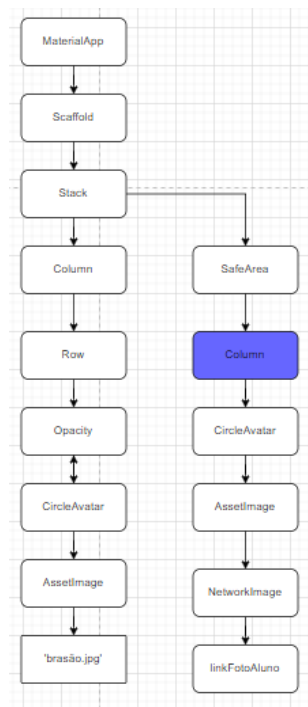 MaterialApp
Scaffold
Stack
Column
SafeArea
Row
Column
Opacity
CircleAvatar
CircleAvatar
AssetImage
AssetImage
NetworkImage
'brasão.jpg'
linkFotoAluno